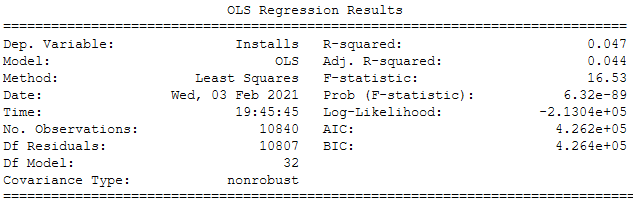 OLS Regression Results
==============================================================================
Dep. Variable: Installs R-squared: 0.047
Model: OLS Adj. R-squared: 0.044
Method: Least Squares F-statistic: 16.53
Date: Wed, 03 Feb 2021 Prob (F-statistic): 6.32e-89
Time: 19:45:45 Log-Likelihood: -2.1304e+05
No. Observations: 10840 AIC: 4.262e+05
Df Residuals: 10807 BIC: 4.264e+05
Df Model: 32
Covariance Type: nonrobust
==============================================================================